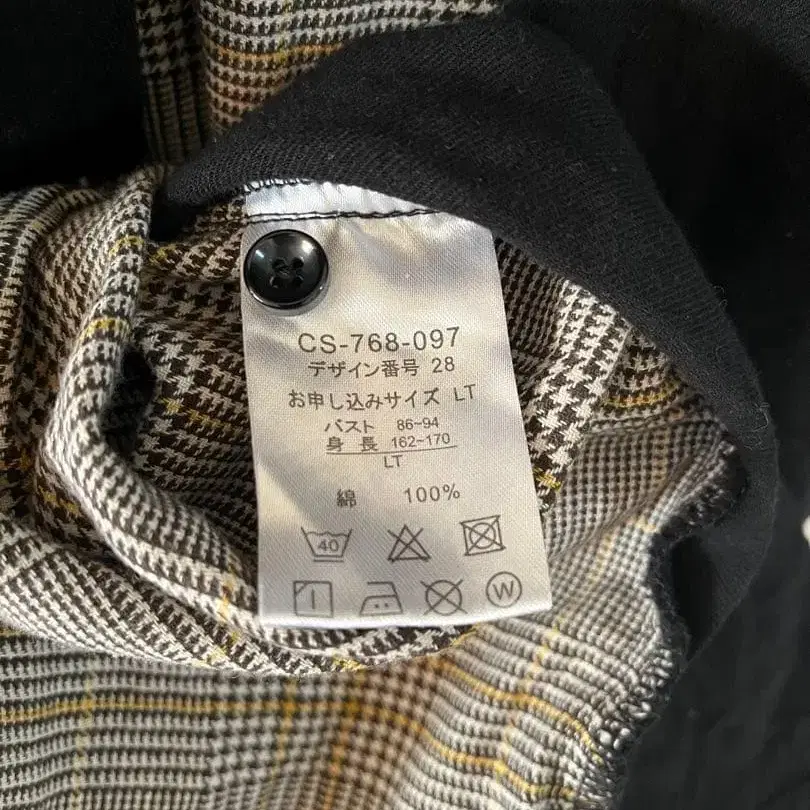 CS-768-097
デザイン番号 28
お申し込みサイズ LT
バスト 86~94
身長 162-170
LT
綿 100%
40
W